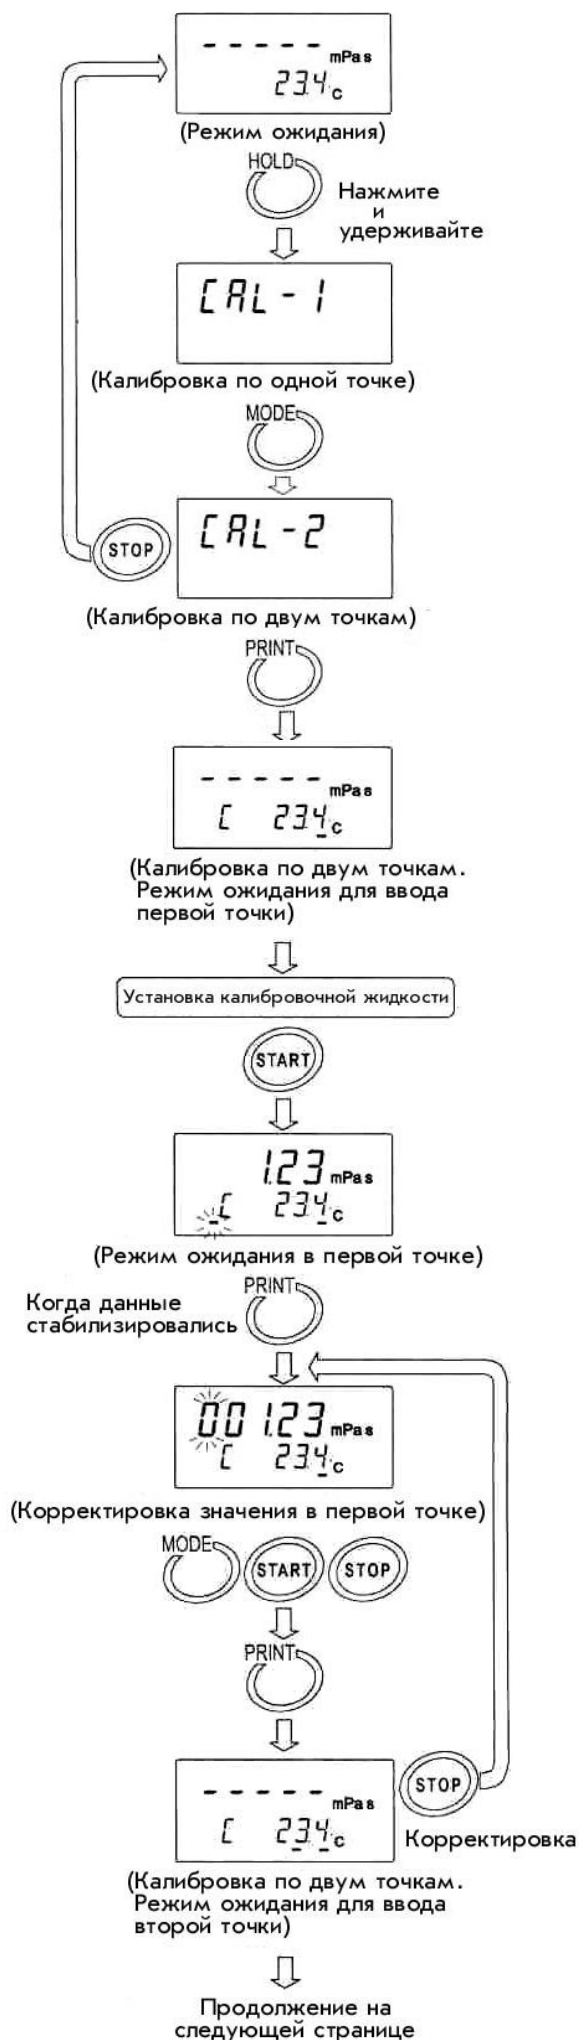 - - - - - mPas
23.4 c
(Режим ожидания)
HOLD
Нажмите
и
удерживайте
CAL-1
(Калибровка по одной точке)
MODE
CAL-2
STOP
(Калибровка по двум точкам)
PRINT
- - - - - mPas
C 23.4 c
(Калибровка по двум точкам.
Режим ожидания для ввода
первой точки)
Установка калибровочной жидкости
START
1.23 mPas
C 23.4 c
(Режим ожидания в первой точке)
Когда данные
стабилизировались
PRINT
001.23 mPas
C 23.4 c
(Корректировка значения в первой точке)
MODE START STOP
PRINT
- - - - - mPas
C 23.4 c
STOP
Корректировка
(Калибровка по двум точкам.
Режим ожидания для ввода
второй точки)
Продолжение на
следующей странице